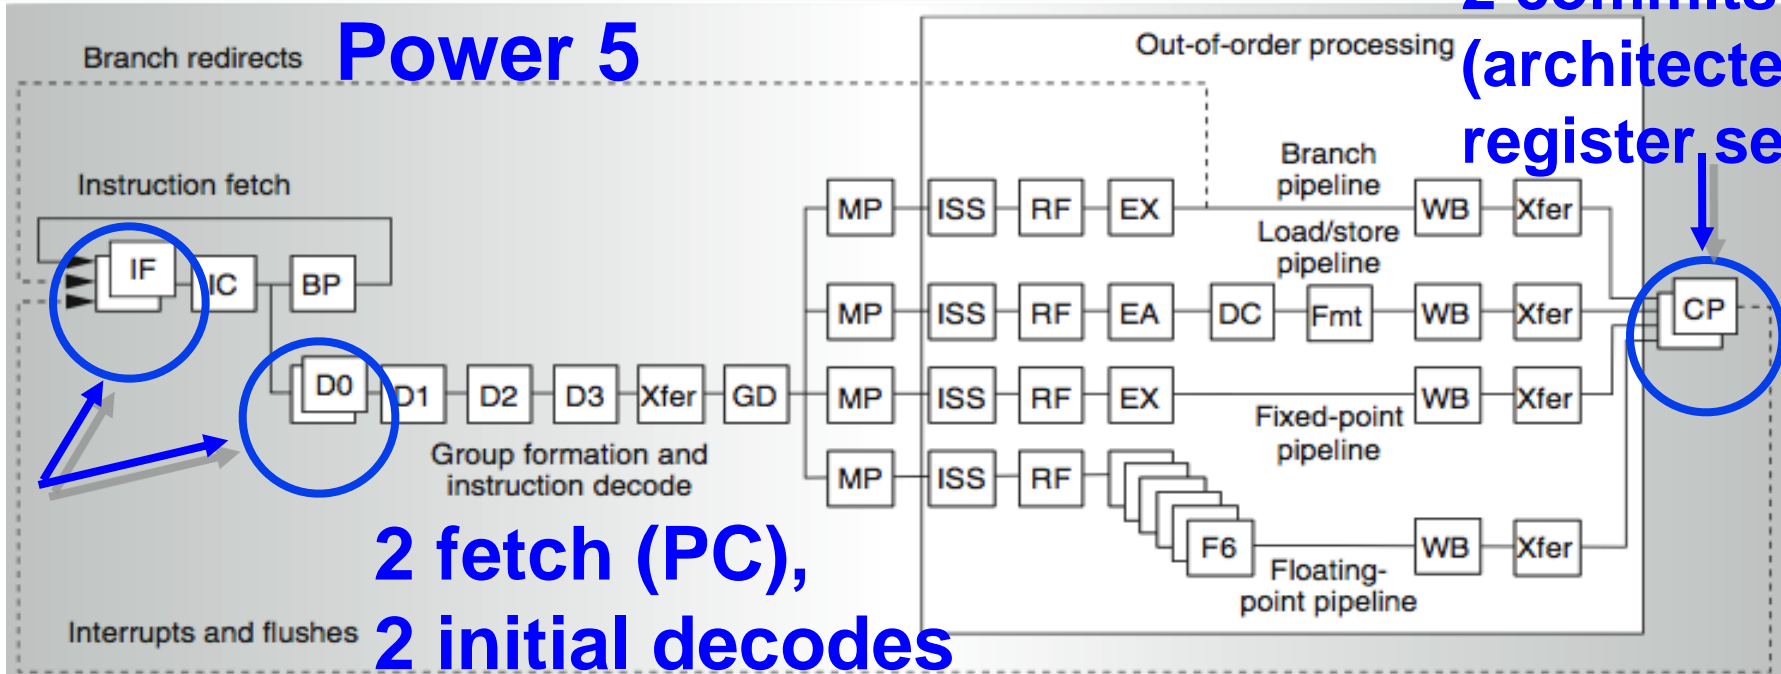 2 commits
(architecte
register se
Power 5
Branch redirects
Out-of-order processing
Instruction fetch
Branch
pipeline
MP ISS RF EX WB Xfer
IF IC BP
Load/store
pipeline
MP ISS RF EA DC Fmt WB Xfer
CP
D0 D1 D2 D3 Xfer GD
MP ISS RF EX WB Xfer
Fixed-point
pipeline
Group formation and
instruction decode
MP ISS RF
F6 WB Xfer
Floating-
point pipeline
2 fetch (PC),
2 initial decodes
Interrupts and flushes